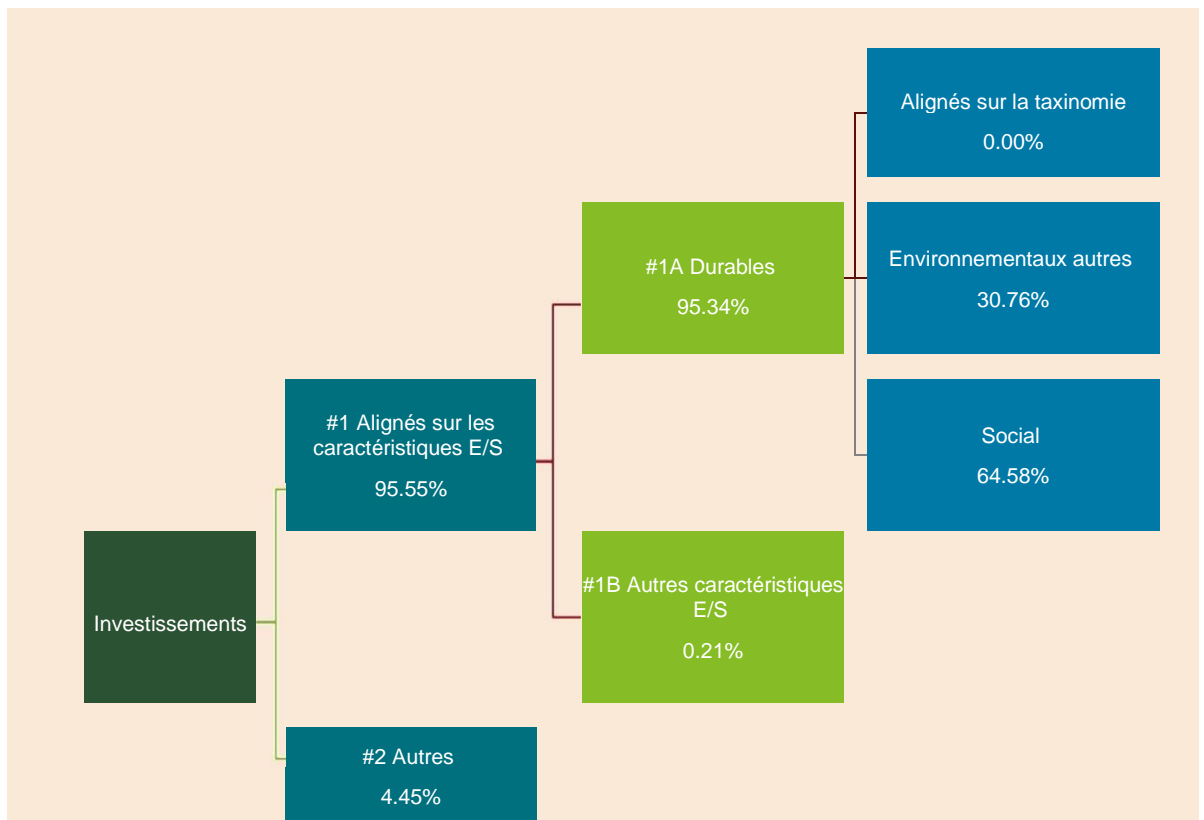 Alignés sur la taxinomie
0.00%
#1A Durables
95.34%
Environnementaux autres
30.76%
#1 Alignés sur les
caractéristiques E/S
95.55%
Social
64.58%
Investissements
#1B Autres caractéristiques
E/S
0.21%
#2 Autres
4.45%